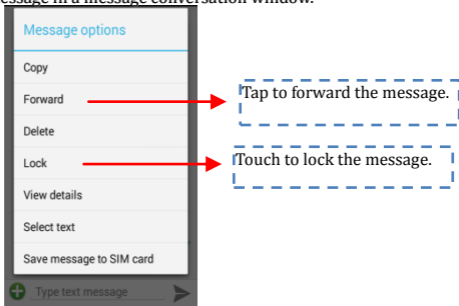 essage in a message conversation window.
Message options
Copy
Forward
Tap to forward the message.
Delete
Lock
Touch to lock the message.
View details
Select text
Save message to SIM card
Type text message